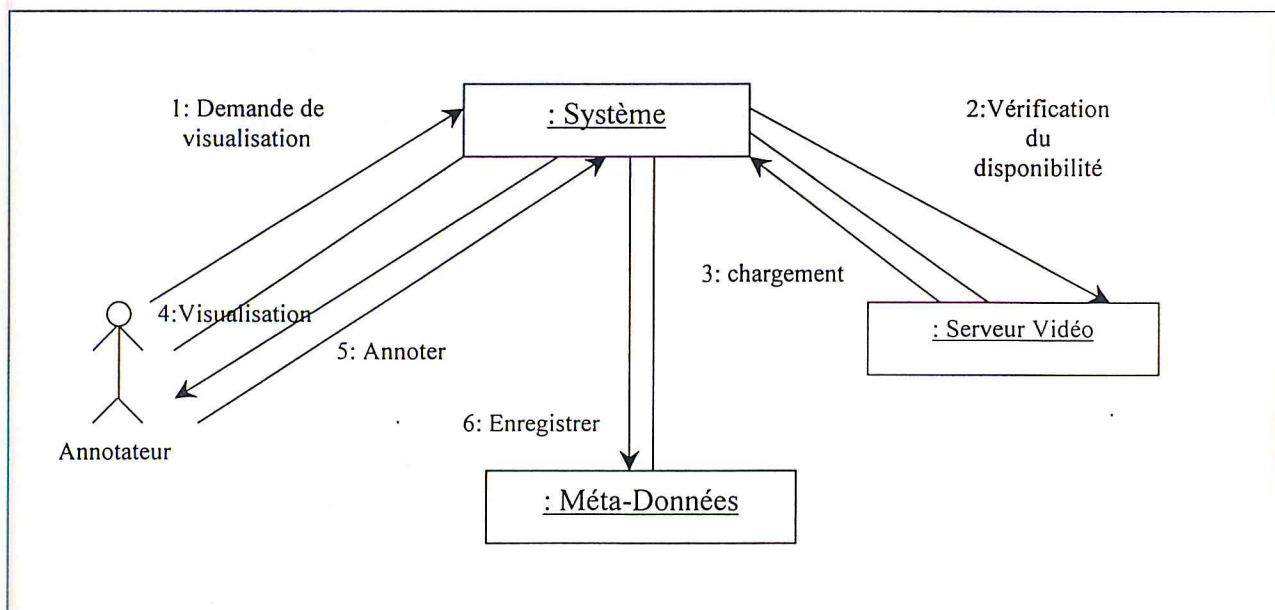 : Système
1: Demande de
visualisation
2:Vérification
du
disponibilité
3: chargement
: Serveur Vidéo
4:Visualisation
5: Annoter
Annotateur
6: Enregistrer
: Méta-Données